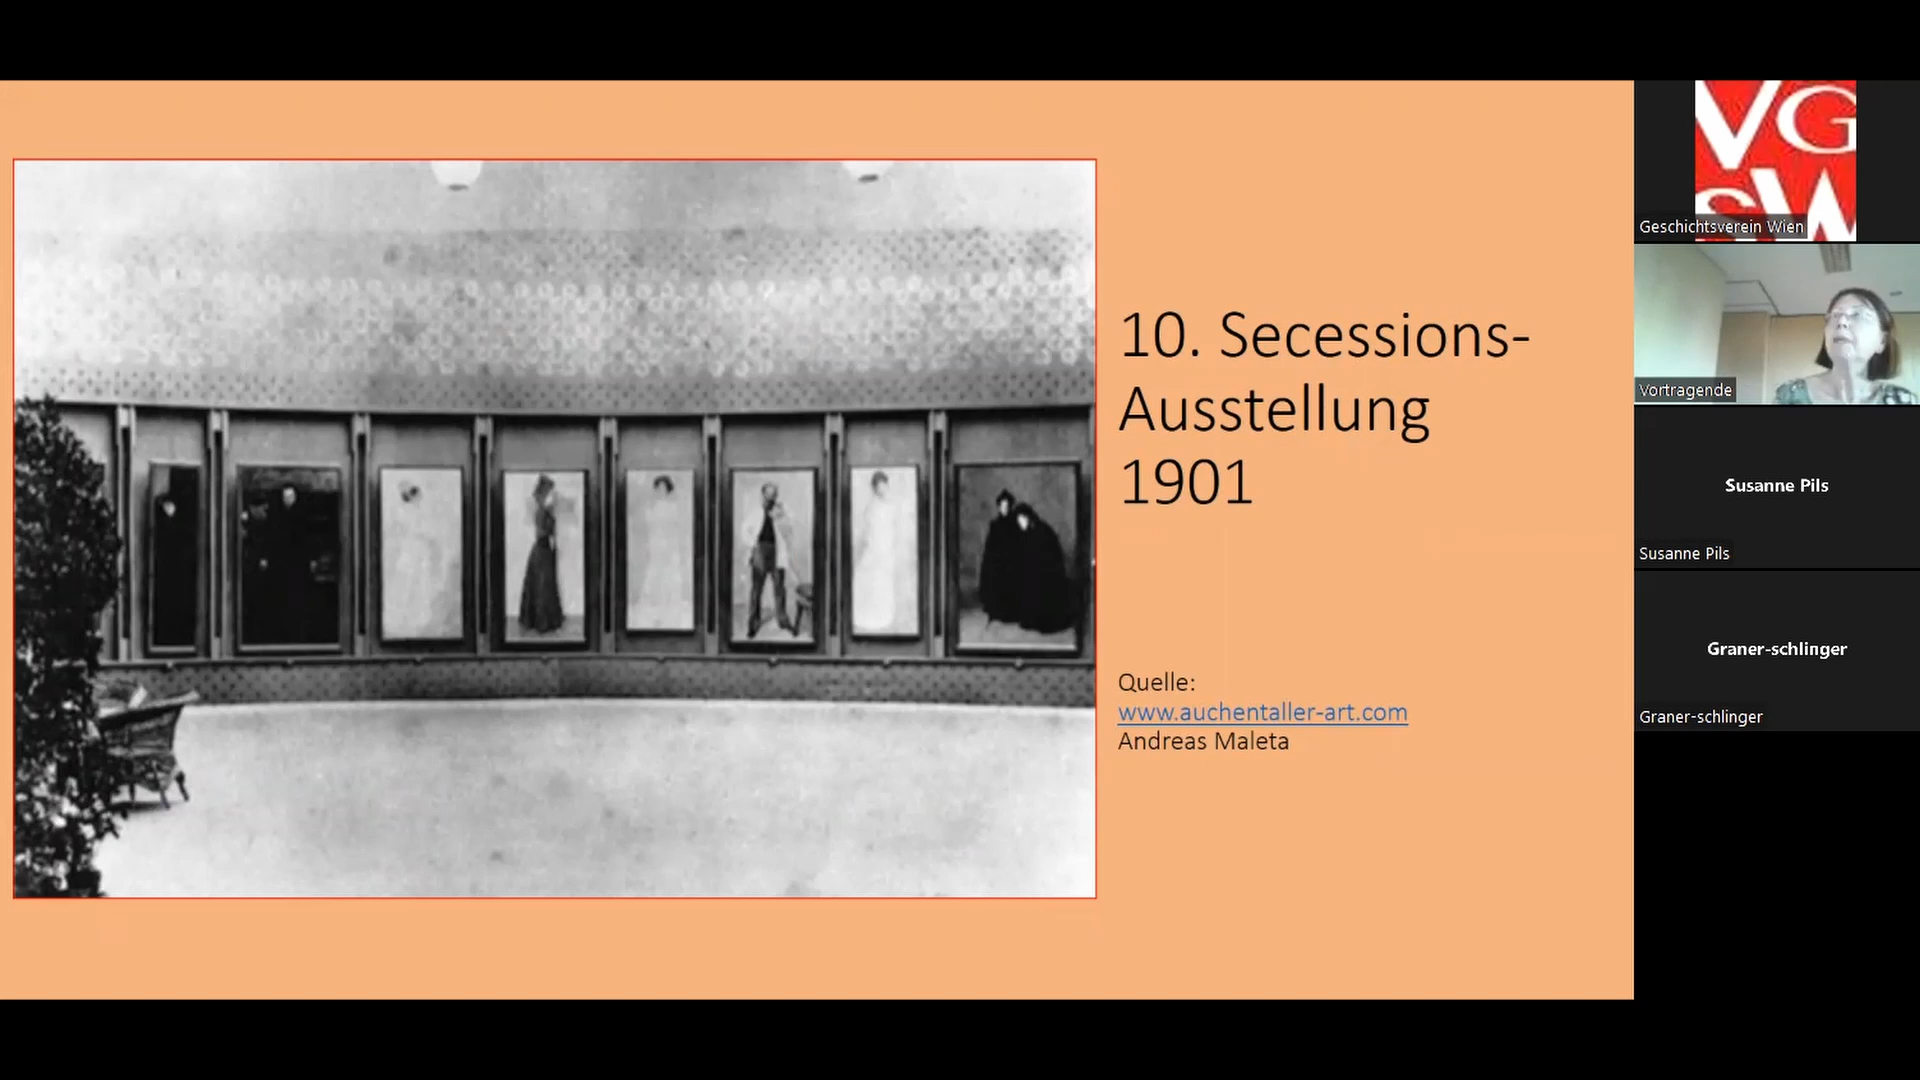 10. Secessions-
Ausstellung
1901
Quelle:
www.auchentaller-art.com
Andreas Maleta
VG
SW
Geschichtsverein Wien
Vortragende
Susanne Pils
Susanne Pils
Graner-schlinger
Graner-schlinger